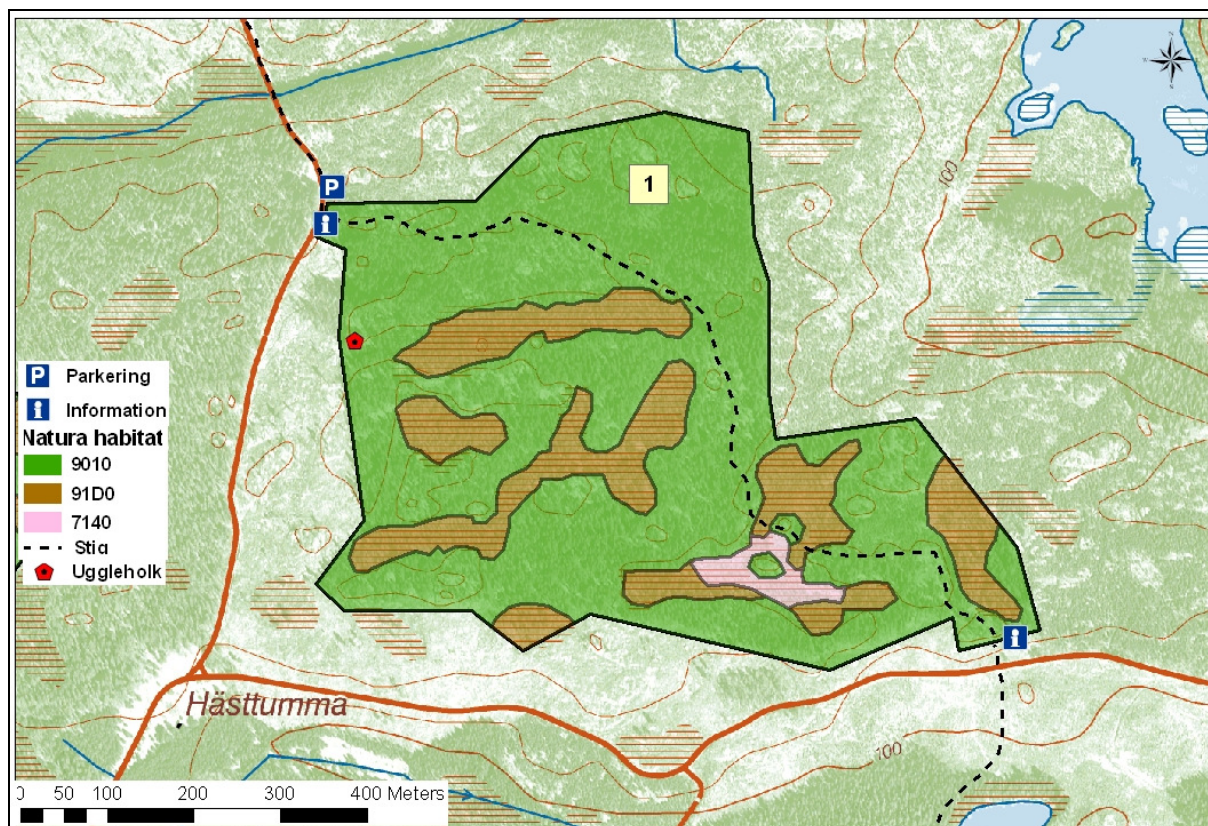 N
P
1
100
i
P Parkering
i Information
Natura habitat
9010
91D0
7140
Stig
Uggleholk
i
Hästtumma
100
0 50 100 200 300 400 Meters